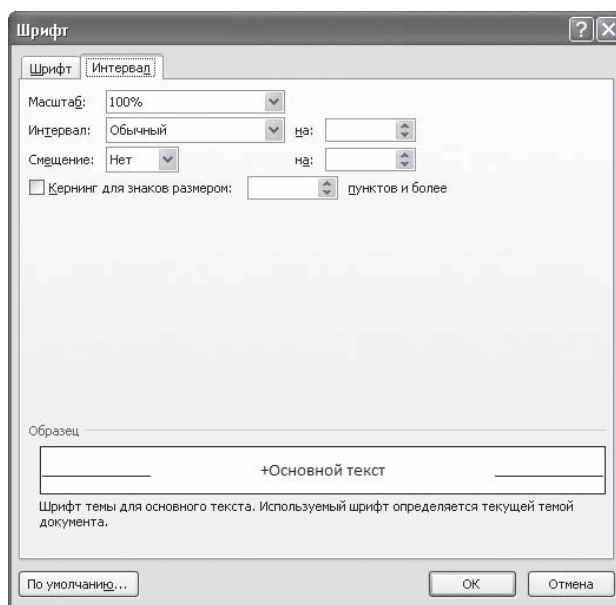 Шрифт
Шрифт Интервал
Масштаб: 100%
Интервал: Обычный на:
Смещение: Нет на:
Кернинг для знаков размером: пунктов и более
Образец
+Основной текст
Шрифт темы для основного текста. Используемый шрифт определяется текущей темой
документа.
По умолчанию... ОК Отмена